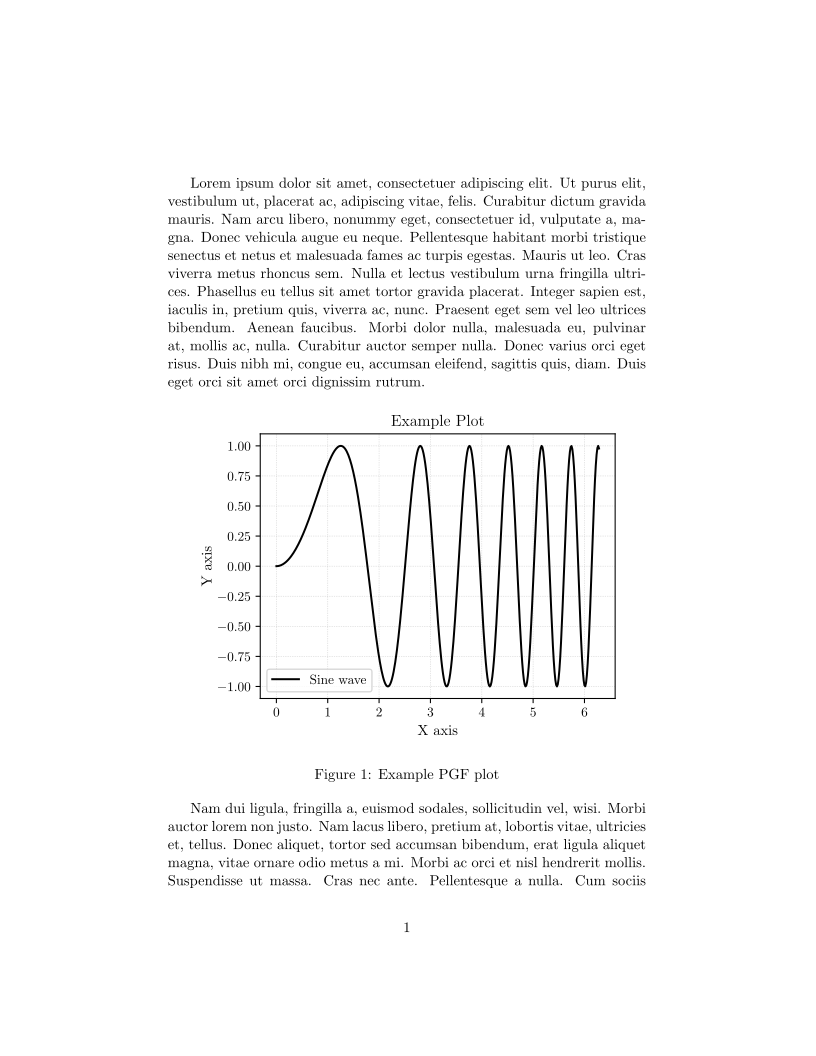 Lorem ipsum dolor sit amet, consectetuer adipiscing elit. Ut purus elit,
vestibulum ut, placerat ac, adipiscing vitae, felis. Curabitur dictum gravida
mauris. Nam arcu libero, nonummy eget, consectetuer id, vulputate a, ma-
gna. Donec vehicula augue eu neque. Pellentesque habitant morbi tristique
senectus et netus et malesuada fames ac turpis egestas. Mauris ut leo. Cras
viverra metus rhoncus sem. Nulla et lectus vestibulum urna fringilla ultri-
ces. Phasellus eu tellus sit amet tortor gravida placerat. Integer sapien est,
iaculis in, pretium quis, viverra ac, nunc. Praesent eget sem vel leo ultrices
bibendum. Aenean faucibus. Morbi dolor nulla, malesuada eu, pulvinar
at, mollis ac, nulla. Curabitur auctor semper nulla. Donec varius orci eget
risus. Duis nibh mi, congue eu, accumsan eleifend, sagittis quis, diam. Duis
eget orci sit amet orci dignissim rutrum.
Example Plot
1.00
0.75
0.50
0.25
0.00
−0.25
−0.50
−0.75
−1.00
Y axis
Sine wave
0 1 2 3 4 5 6
X axis
Figure 1: Example PGF plot
Nam dui ligula, fringilla a, euismod sodales, sollicitudin vel, wisi. Morbi
auctor lorem non justo. Nam lacus libero, pretium at, lobortis vitae, ultricies
et, tellus. Donec aliquet, tortor sed accumsan bibendum, erat ligula aliquet
magna, vitae ornare odio metus a mi. Morbi ac orci et nisl hendrerit mollis.
Suspendisse ut massa. Cras nec ante. Pellentesque a nulla. Cum sociis
1